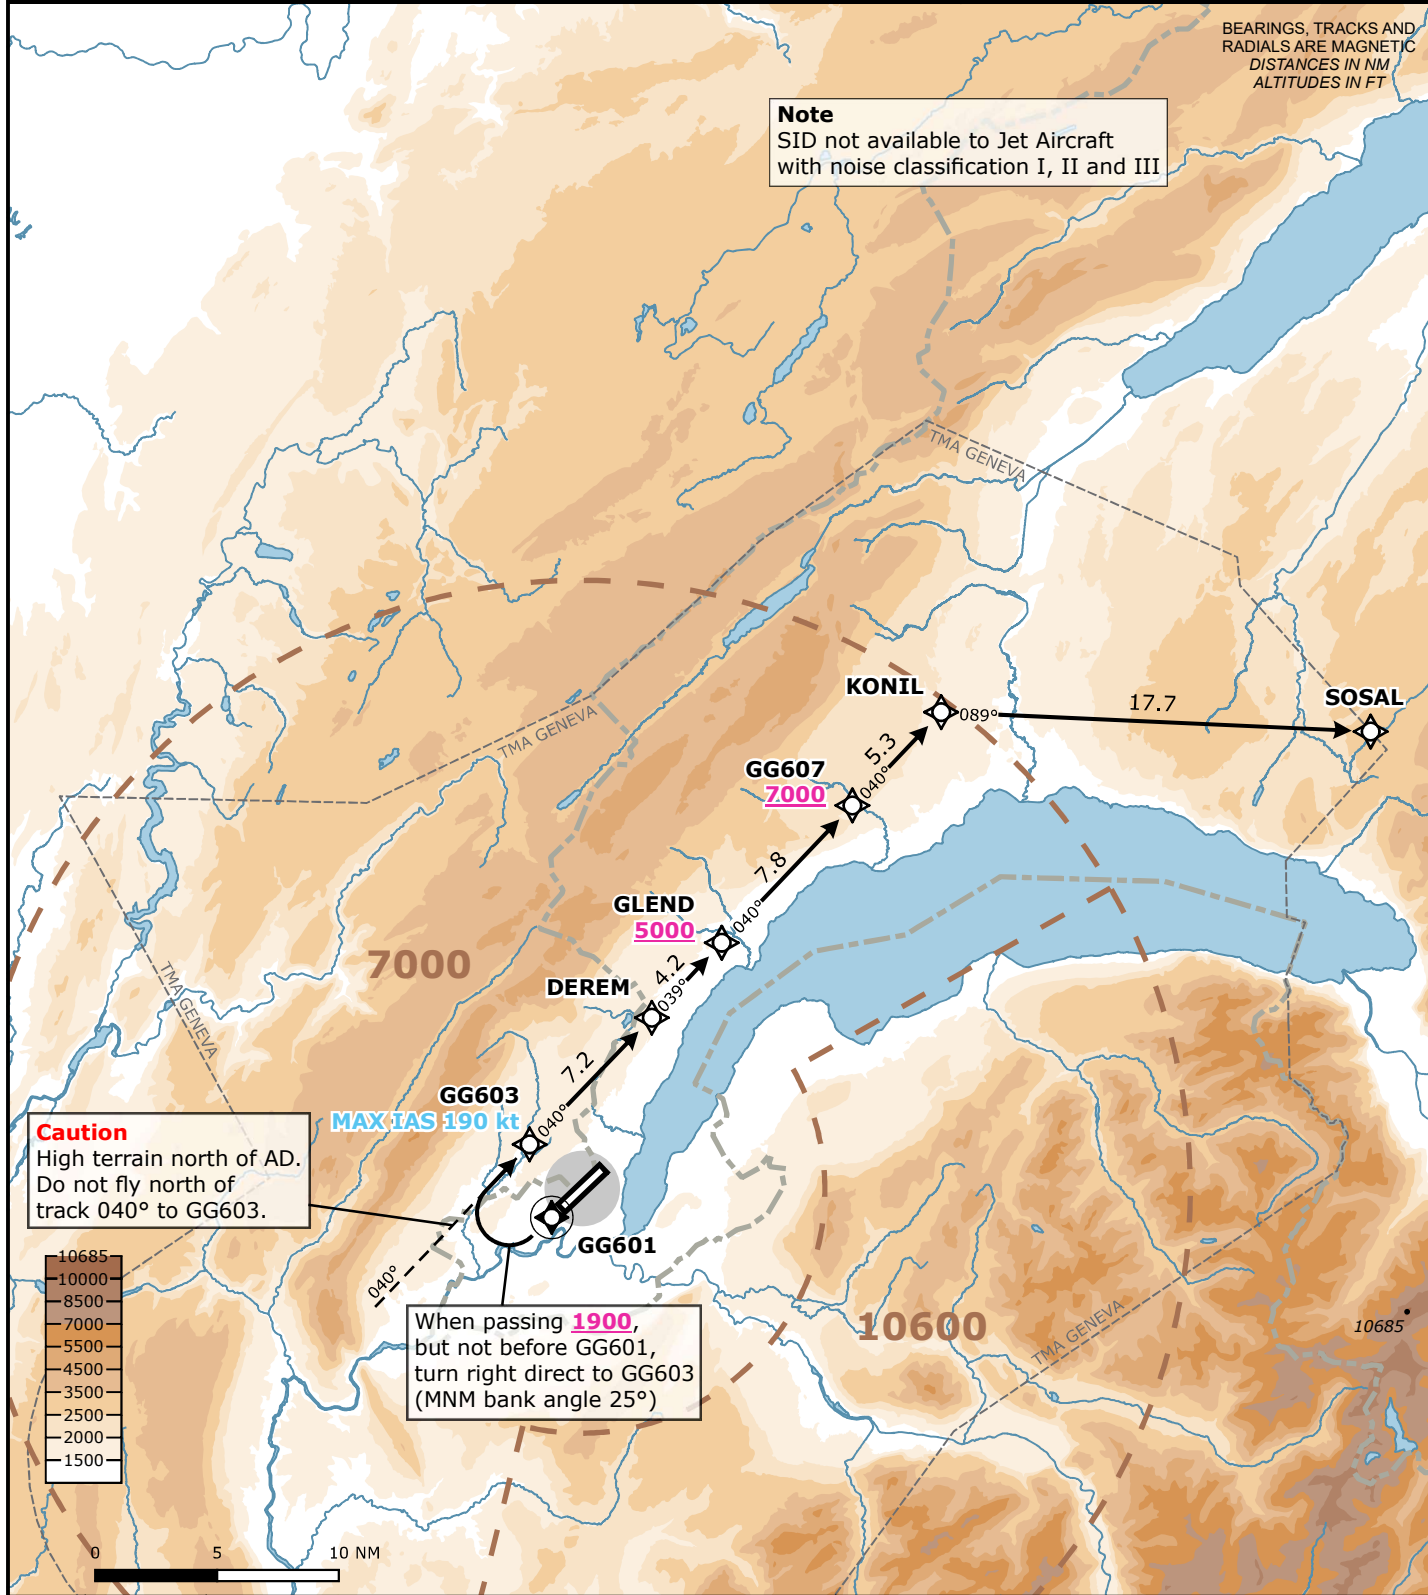 BEARINGS, TRACKS AND
RADIALS ARE MAGNETIC
DISTANCES IN NM
ALTITUDES IN FT
Note
SID not available to Jet Aircraft
with noise classification I, II and III
TMA GENEVA
KONIL
089°
17.7
SOSAL
TMA GENEVA
5.3
040°
GG607
7000
7.8
040°
GLEND
5000
7000
4.2
039°
DEREM
TMA GENEVA
7.2
040°
GG603
MAX IAS 190 kt
Caution
High terrain north of AD.
Do not fly north of
track 040° to GG603.
GG601
040°
When passing 1900,
but not before GG601,
turn right direct to GG603
(MNM bank angle 25°)
10600
TMA GENEVA
10685
10685
10000
8500
7000
5500
4500
3500
2500
2000
1500
0 5 10 NM